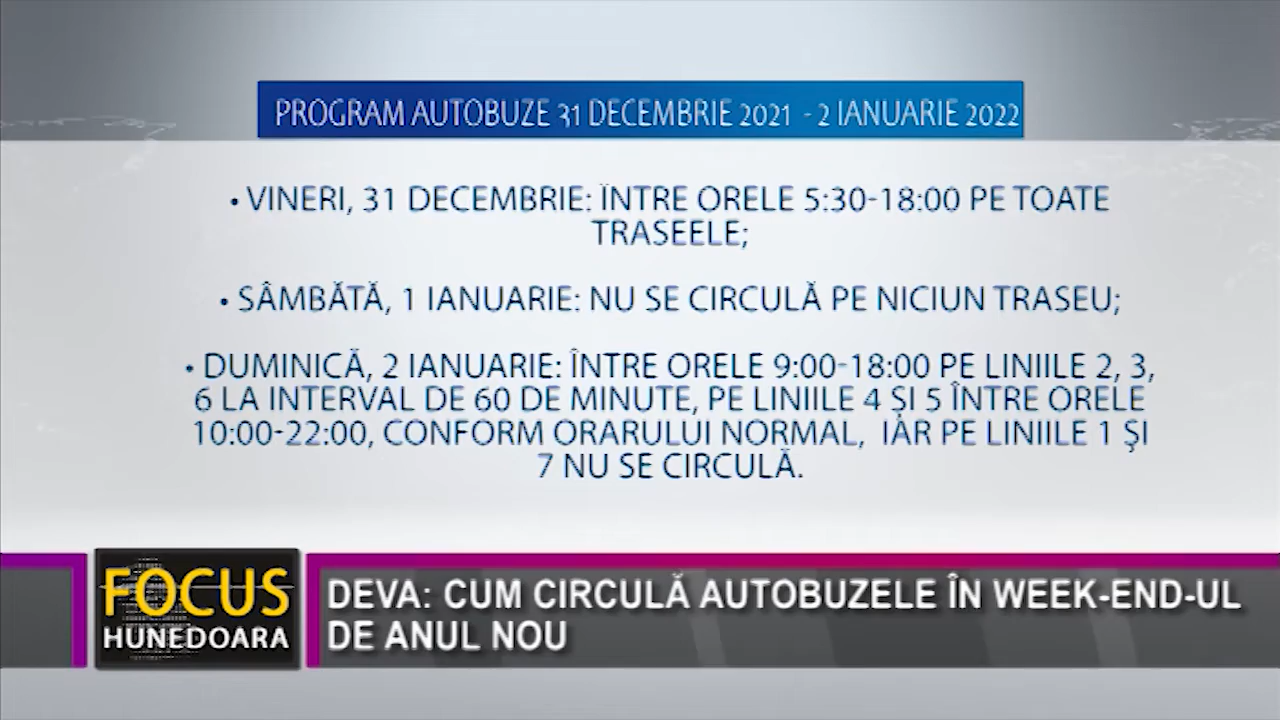 PROGRAM AUTOBUZE 31 DECEMBRIE 2021 - 2 IANUARIE 2022
• VINERI, 31 DECEMBRIE: ÎNTRE ORELE 5:30-18:00 PE TOATE
TRASEELE;
• SÂMBĂTĂ, 1 IANUARIE: NU SE CIRCULĂ PE NICIUN TRASEU;
• DUMINICĂ, 2 IANUARIE: ÎNTRE ORELE 9:00-18:00 PE LINIILE 2, 3,
6 LA INTERVAL DE 60 DE MINUTE, PE LINIILE 4 ȘI 5 ÎNTRE ORELE
10:00-22:00, CONFORM ORARULUI NORMAL, IAR PE LINIILE 1 ŞI
7 NU SE CIRCULĂ.
FOCUS
HUNEDOARA
DEVA: CUM CIRCULĂ AUTOBUZELE ÎN WEEK-END-UL
DE ANUL NOU